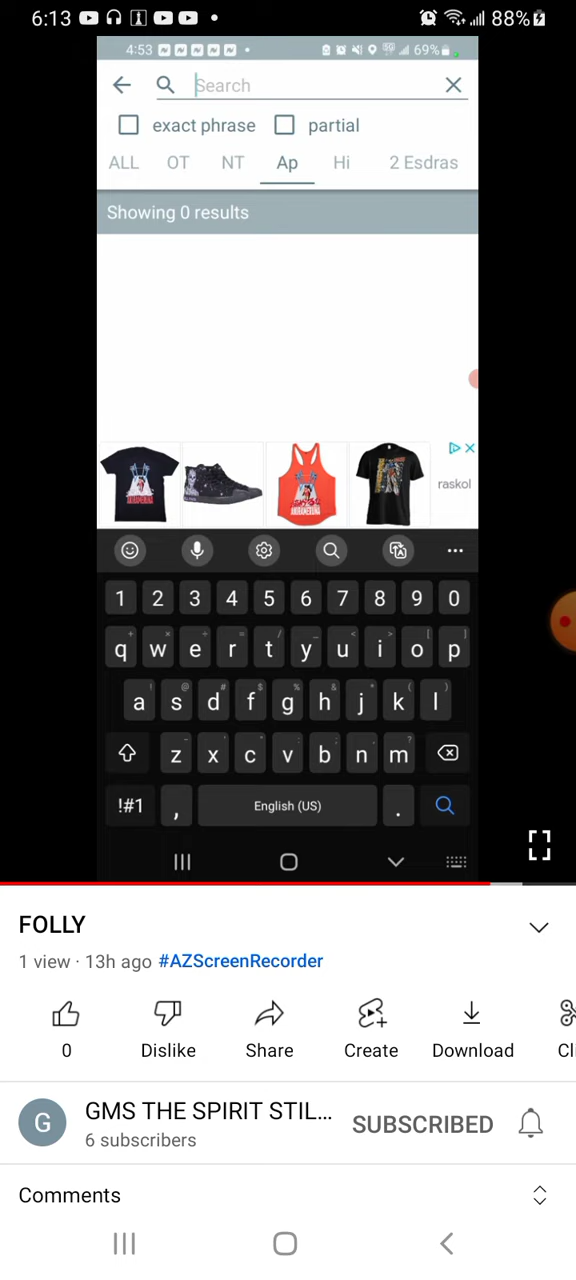 6:13
88%
4:53
69%
Search
exact phrase
partial
ALL OT NT Ap Hi 2 Esdras
Showing 0 results
raskol
1 2 3 4 5 6 7 8 9 0
q w e r t y u i o p
a s d f g h j k l
z x c v b n m
!#1 , English (US) .
FOLLY
1 view · 13h ago #AZScreenRecorder
0 Dislike Share Create Download Cli
G
GMS THE SPIRIT STIL... SUBSCRIBED
6 subscribers
Comments